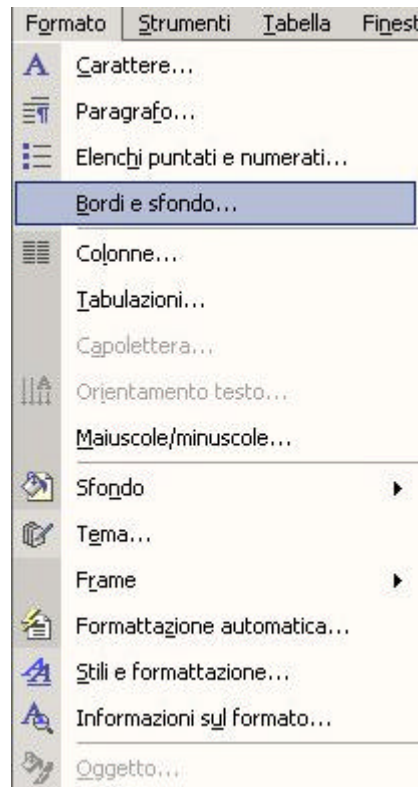 Formato Strumenti Tabella Finest
Carattere...
Paragrafo...
Elenchi puntati e numerati...
Bordi e sfondo...
Colonne...
Tabulazioni...
Capolettera...
Orientamento testo...
Maiuscole/minuscole...
Sfondo
Tema...
Frame
Formattazione automatica...
Stili e formattazione...
Informazioni sul formato...
Oggetto...